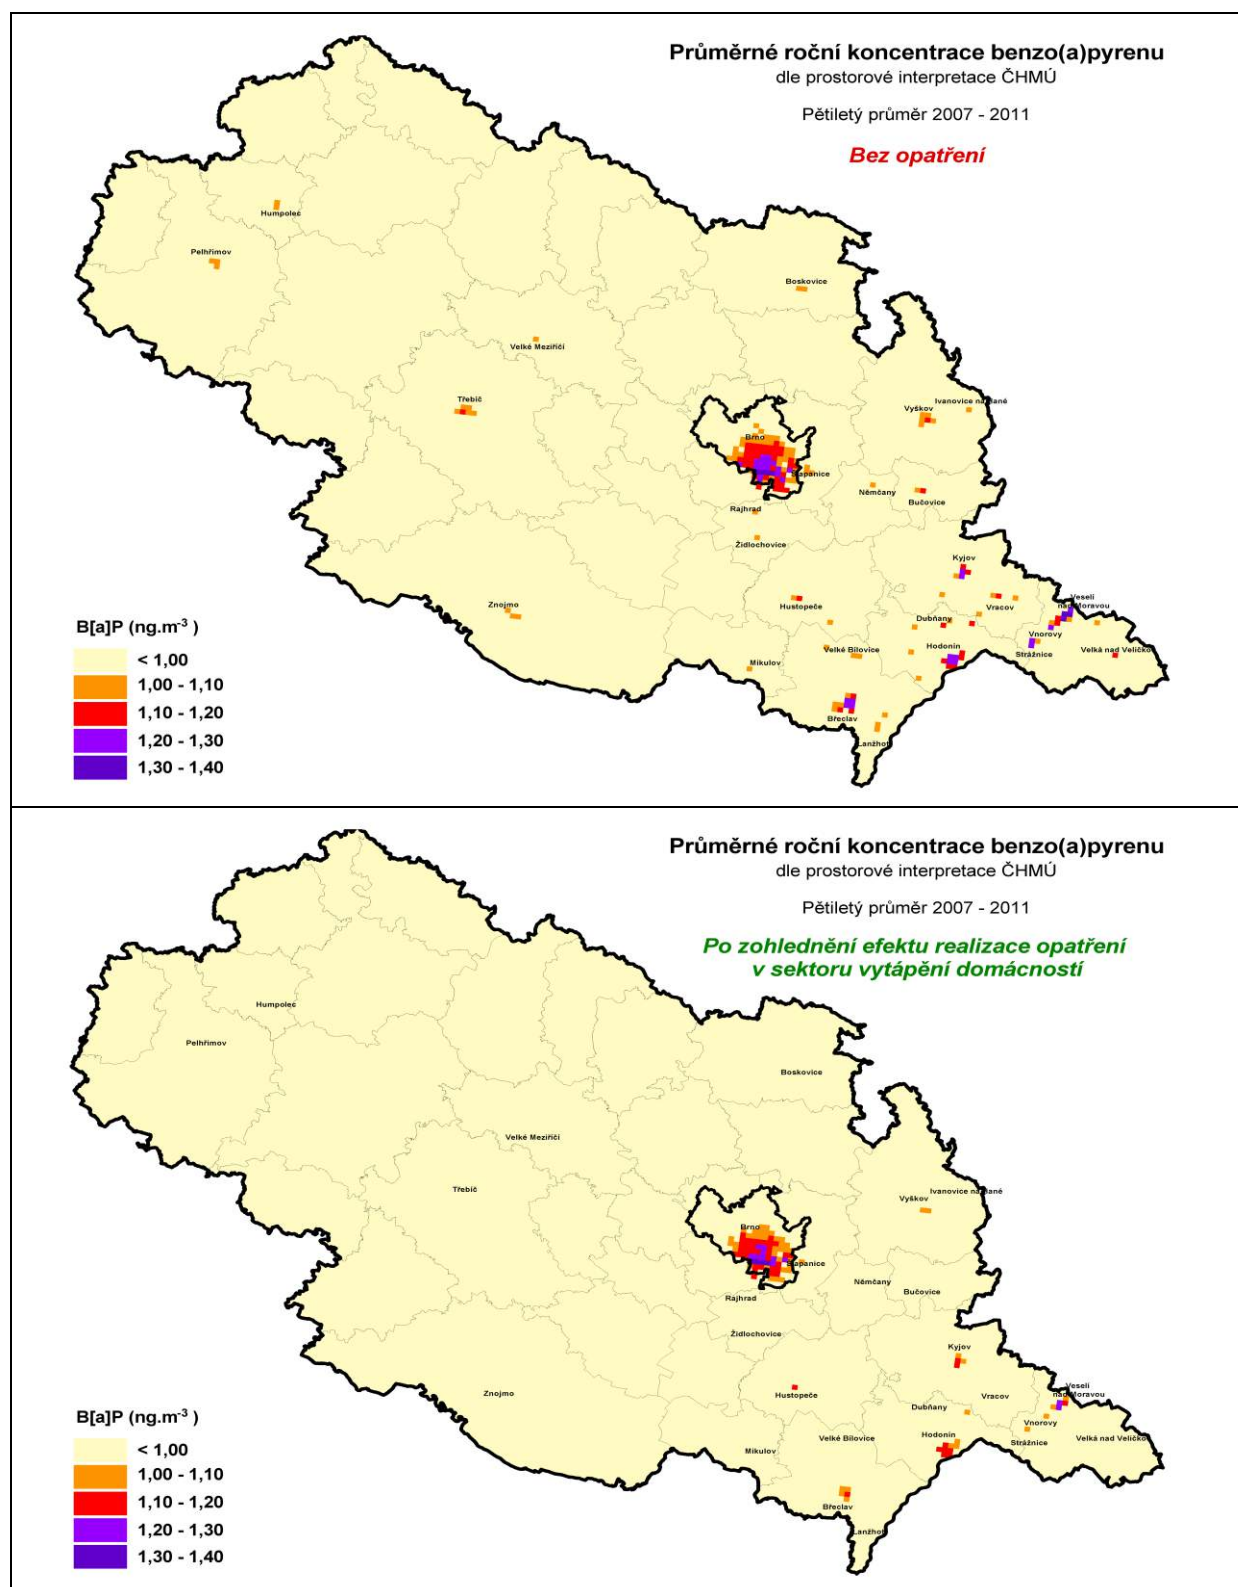 Průměrné roční koncentrace benzo(a)pyrenu
dle prostorové interpretace ČHMÚ
Pětiletý průměr 2007 - 2011
Bez opatření
Humpolec
Pelhřimov
Boskovice
Velké Meziříčí
Třebíč
Ivanovice na Hané
Vyškov
Brno
Šlapanice
Němčany
Bučovice
Rajhrad
Židlochovice
Kyjov
Znojmo
Hustopeče
Vracov
Veselí
nad Moravou
Dubňany
Vnorovy
Hodonín
Strážnice
Velká nad Veličkou
Velké Bílovice
Mikulov
Břeclav
Lanžhot
B[a]P (ng.m-3 )
< 1,00
1,00 - 1,10
1,10 - 1,20
1,20 - 1,30
1,30 - 1,40
Průměrné roční koncentrace benzo(a)pyrenu
dle prostorové interpretace ČHMÚ
Pětiletý průměr 2007 - 2011
Po zohlednění efektu realizace opatření
v sektoru vytápění domácností
Humpolec
Pelhřimov
Boskovice
Velké Meziříčí
Třebíč
Ivanovice na Hané
Vyškov
Brno
Šlapanice
Němčany
Bučovice
Rajhrad
Židlochovice
Kyjov
Znojmo
Hustopeče
Vracov
Veselí
nad Moravou
Dubňany
Vnorovy
Hodonín
Strážnice
Velká nad Veličkou
Velké Bílovice
Mikulov
Břeclav
Lanžhot
B[a]P (ng.m-3 )
< 1,00
1,00 - 1,10
1,10 - 1,20
1,20 - 1,30
1,30 - 1,40